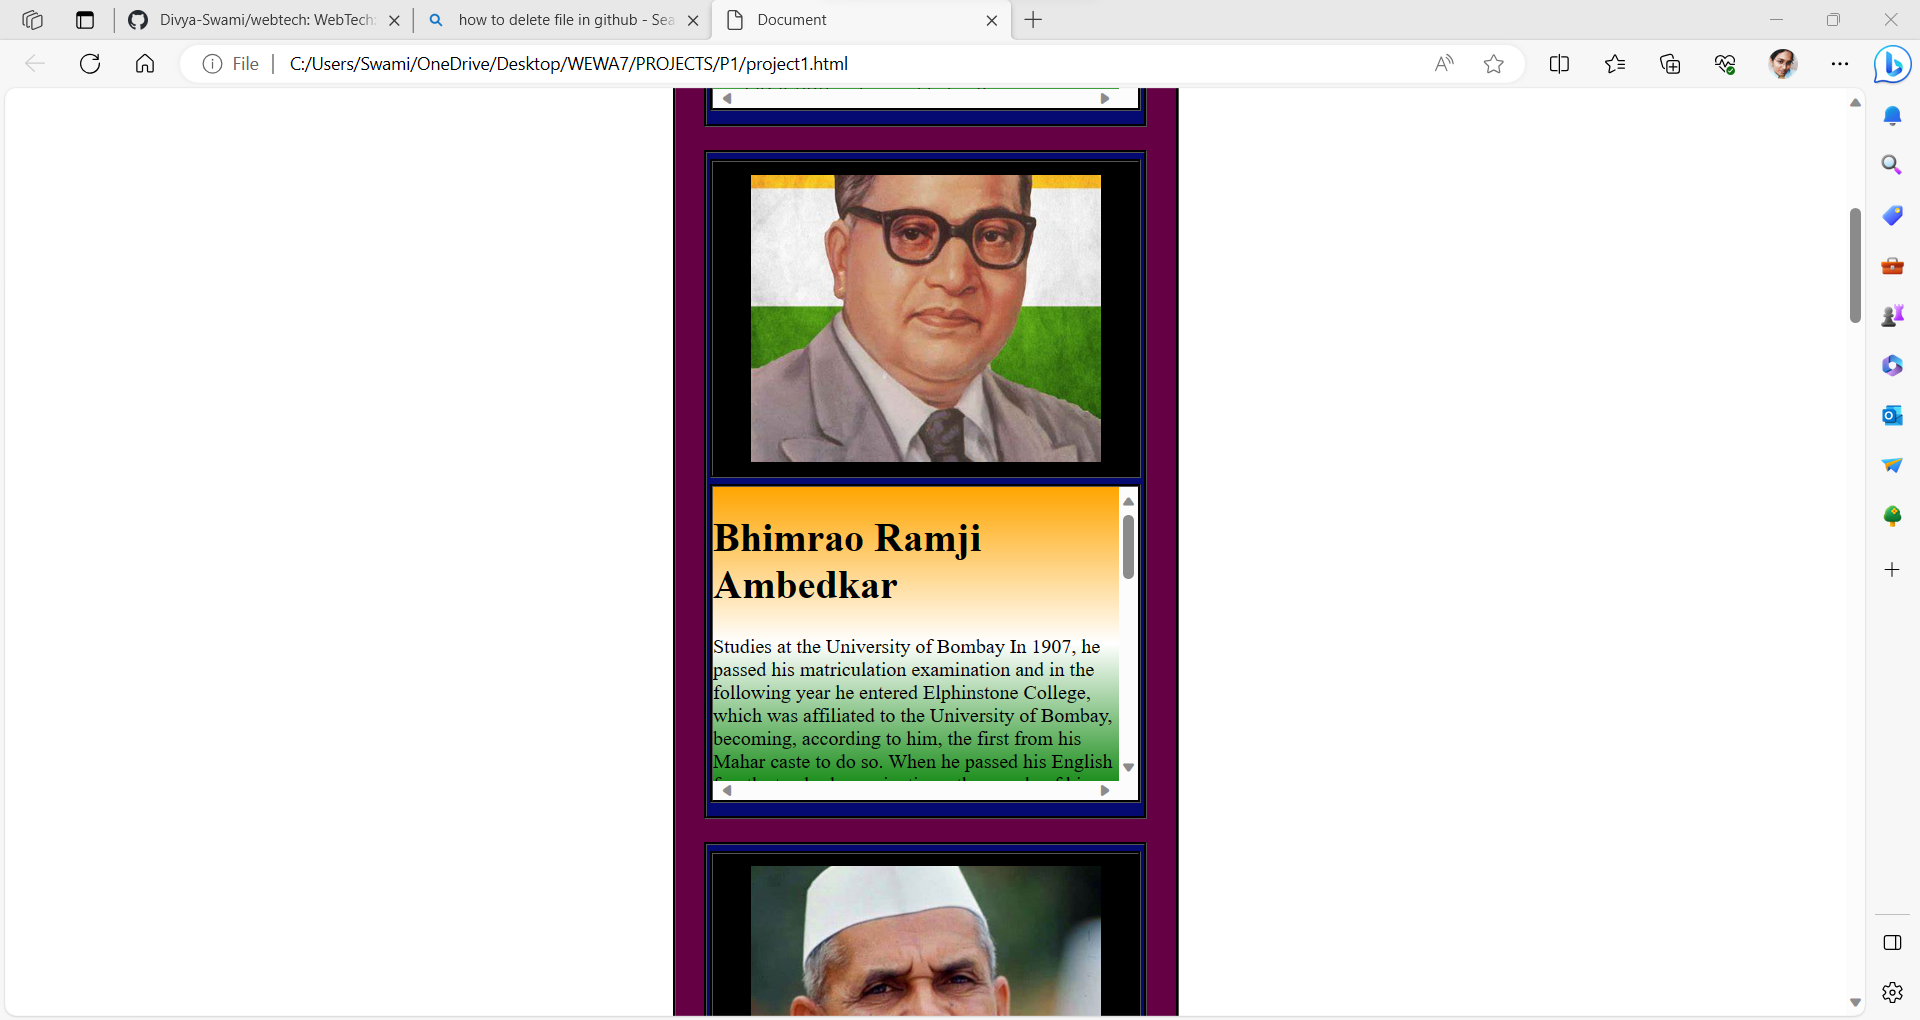 Divya-Swami/webtech: WebTech:
how to delete file in github - Sea
Document
File
C:/Users/Swami/OneDrive/Desktop/WEWA7/PROJECTS/P1/project1.html
Bhimrao Ramji
Ambedkar
Studies at the University of Bombay In 1907, he
passed his matriculation examination and in the
following year he entered Elphinstone College,
which was affiliated to the University of Bombay,
becoming, according to him, the first from his
Mahar caste to do so. When he passed his English